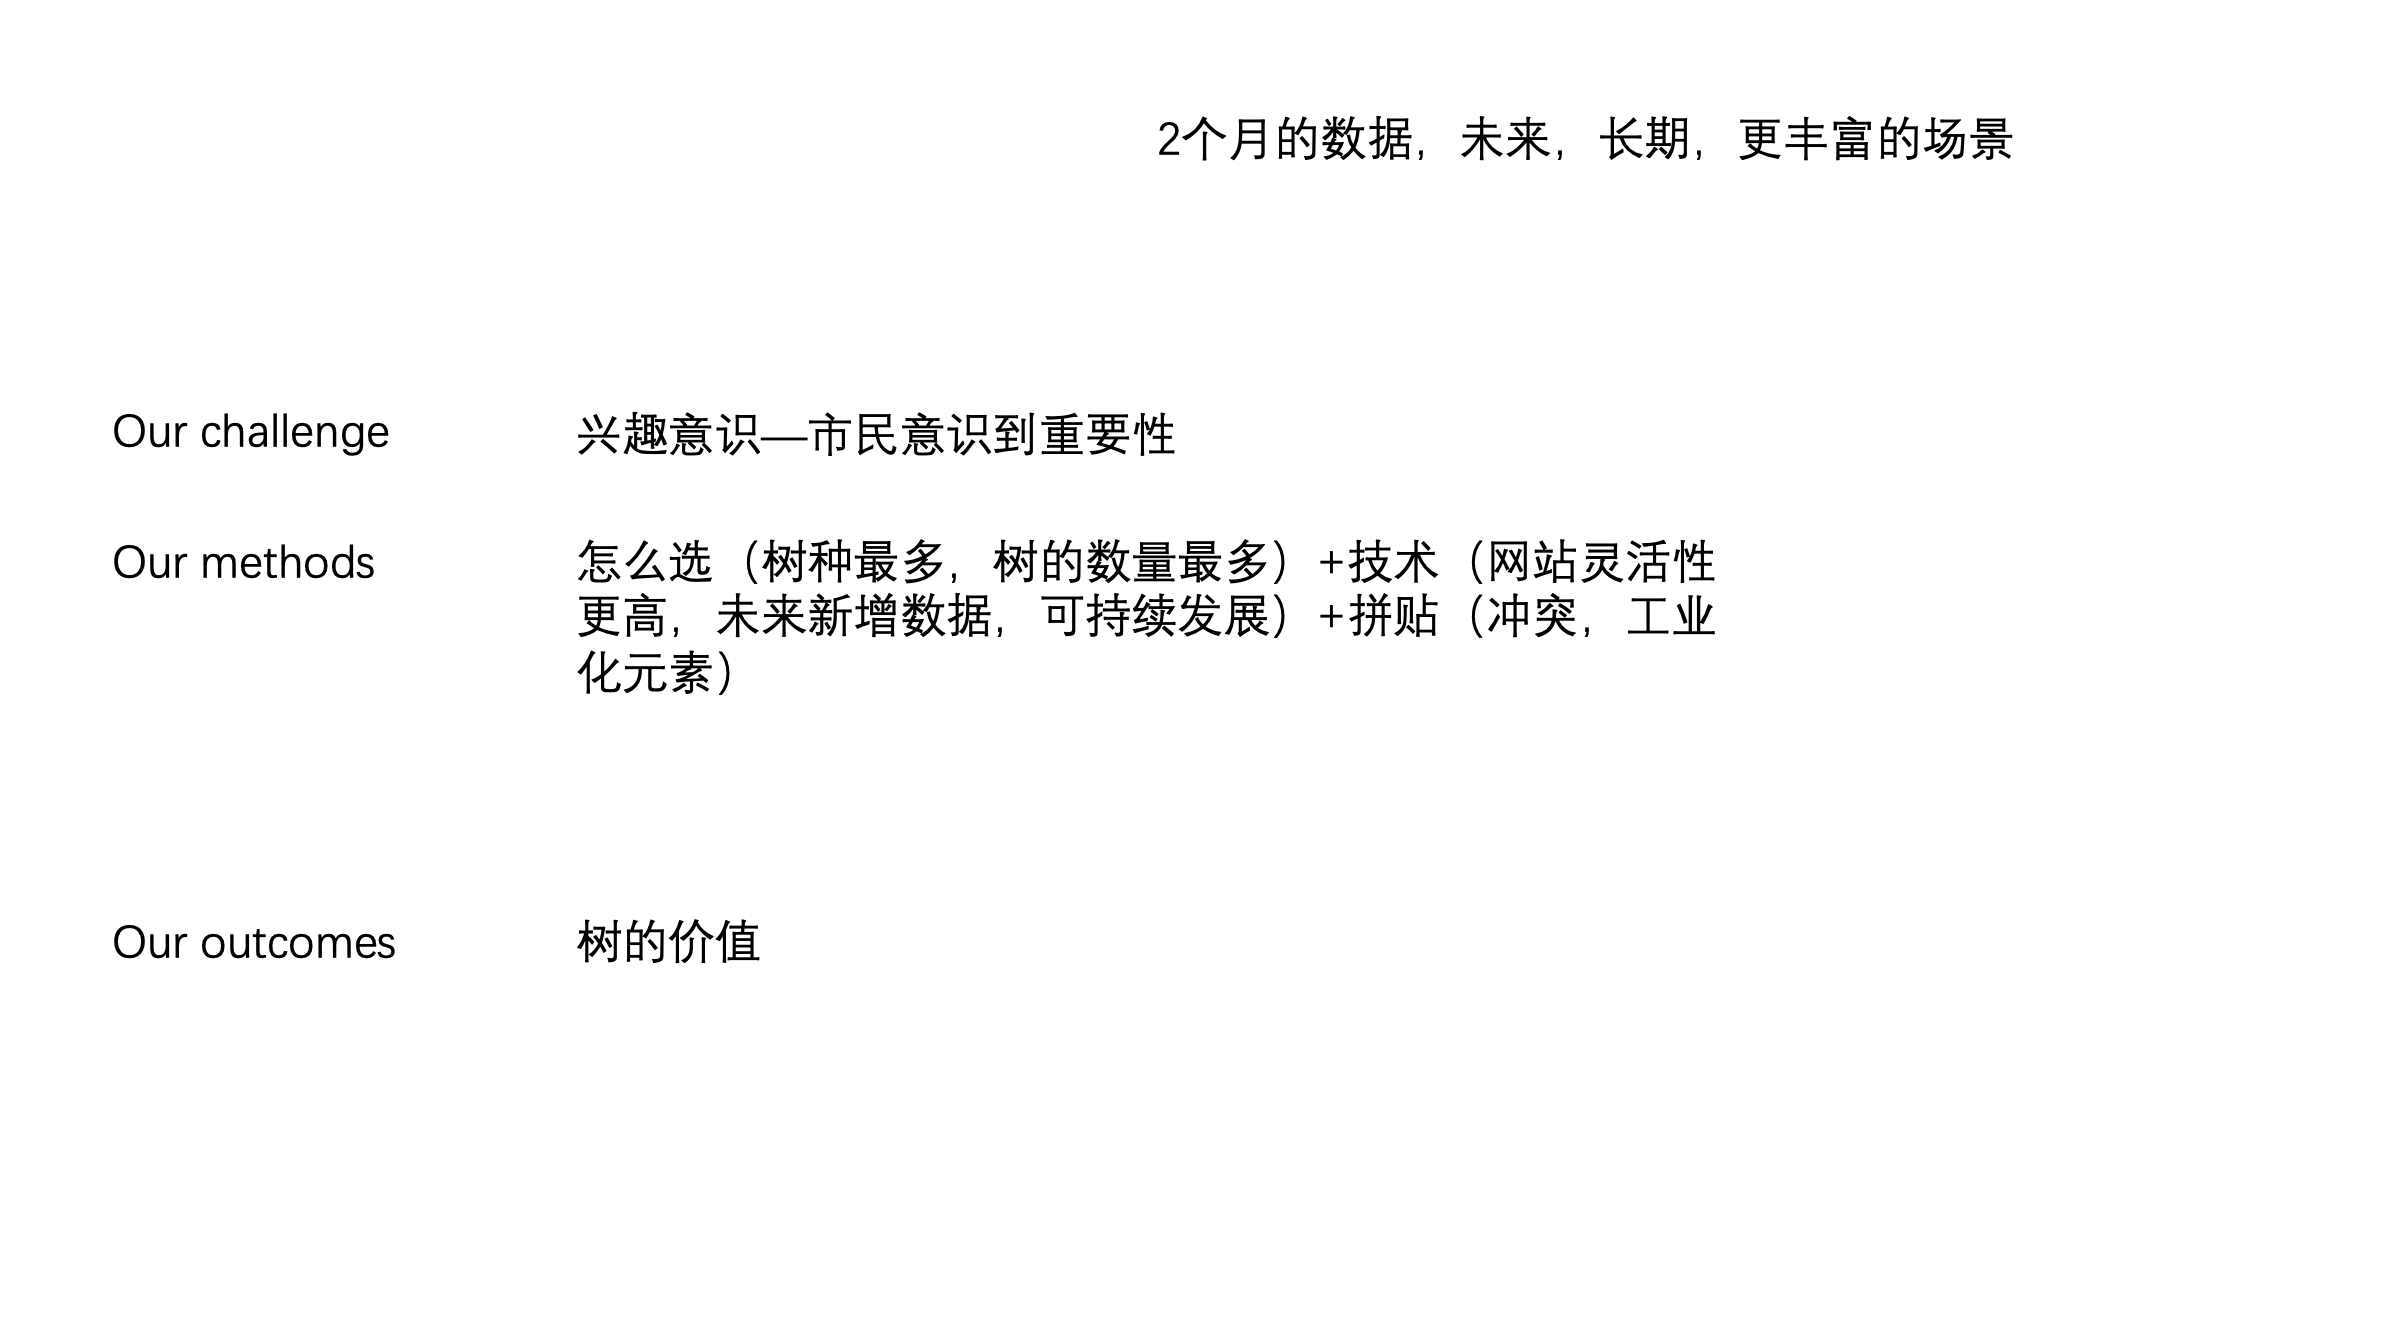 2个月的数据，未来，长期，更丰富的场景
Our challenge
兴趣意识—市民意识到重要性
Our methods
怎么选（树种最多，树的数量最多）+技术（网站灵活性
更高，未来新增数据，可持续发展）+拼贴（冲突，工业
化元素）
Our outcomes
树的价值